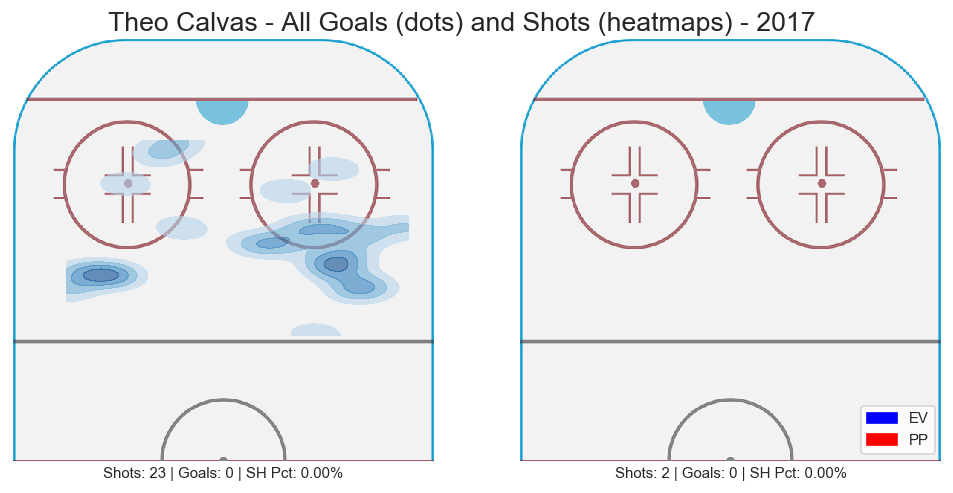 Theo Calvas - All Goals (dots) and Shots (heatmaps) - 2017
EV
PP
Shots: 23 | Goals: 0 | SH Pct: 0.00%
Shots: 2 | Goals: 0 | SH Pct: 0.00%